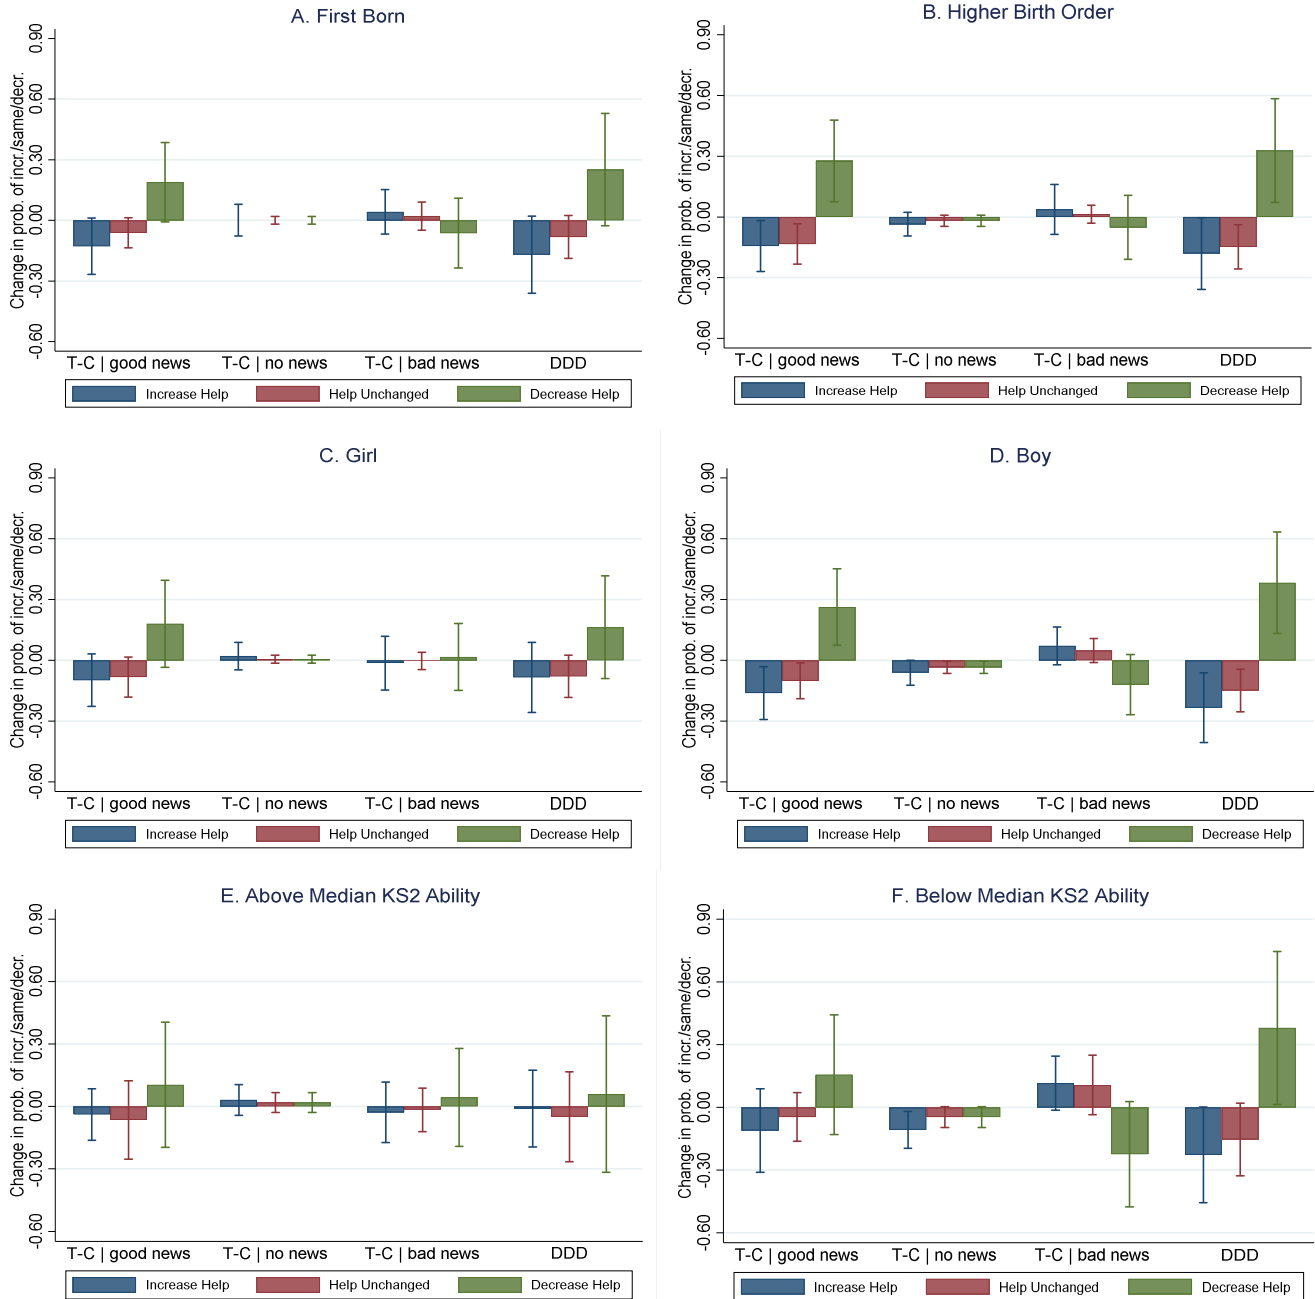 A. First Born
Change in prob. of incr./same/decr.
0.90
0.60
0.30
0.00
-0.30
-0.60
T-C | good news T-C | no news T-C | bad news DDD
Increase Help Help Unchanged Decrease Help
B. Higher Birth Order
Change in prob. of incr./same/decr.
0.90
0.60
0.30
0.00
-0.30
-0.60
T-C | good news T-C | no news T-C | bad news DDD
Increase Help Help Unchanged Decrease Help
C. Girl
Change in prob. of incr./same/decr.
0.90
0.60
0.30
0.00
-0.30
-0.60
T-C | good news T-C | no news T-C | bad news DDD
Increase Help Help Unchanged Decrease Help
D. Boy
Change in prob. of incr./same/decr.
0.90
0.60
0.30
0.00
-0.30
-0.60
T-C | good news T-C | no news T-C | bad news DDD
Increase Help Help Unchanged Decrease Help
E. Above Median KS2 Ability
Change in prob. of incr./same/decr.
0.90
0.60
0.30
0.00
-0.30
-0.60
T-C | good news T-C | no news T-C | bad news DDD
Increase Help Help Unchanged Decrease Help
F. Below Median KS2 Ability
Change in prob. of incr./same/decr.
0.90
0.60
0.30
0.00
-0.30
-0.60
T-C | good news T-C | no news T-C | bad news DDD
Increase Help Help Unchanged Decrease Help